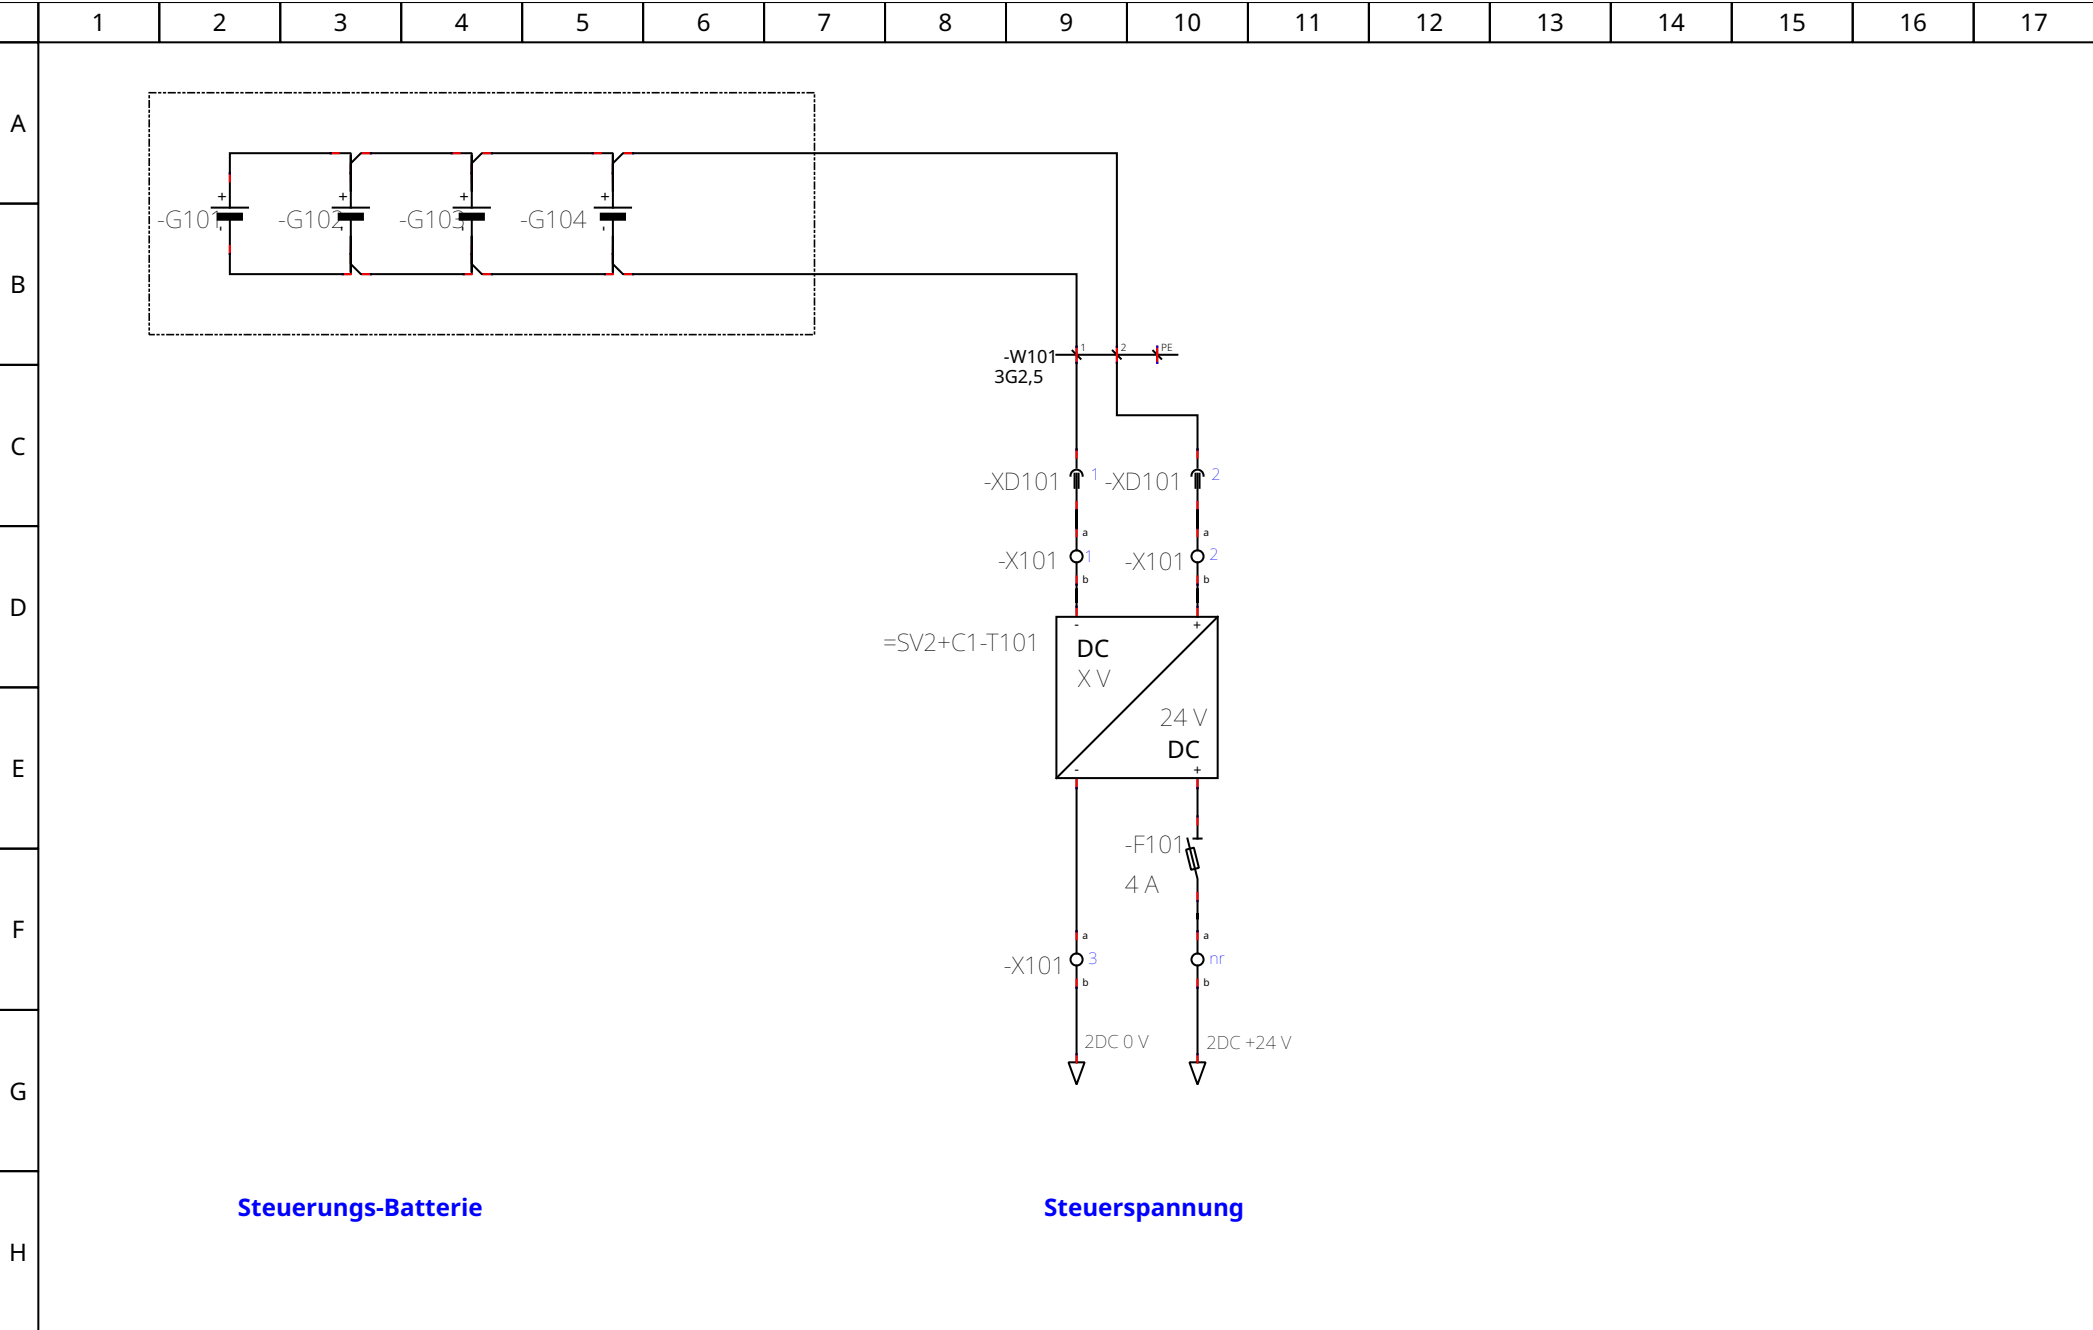 1 2 3 4 5 6 7 8 9 10 11 12 13 14 15 16 17
A
+ + + +
-G101 -G102 -G103 -G104
- - - -
B
1 2 PE
-W101
3G2,5
C
-XD101 1 -XD101 2
a a
-X101 1 -X101 2
b b
D
- +
=SV2+C1-T101
DC
X V
24 V
DC
E
- +
-F101
4 A
F
a a
-X101 3 nr
b b
2DC 0 V 2DC +24 V
G
Steuerungs-Batterie Steuerspannung
H